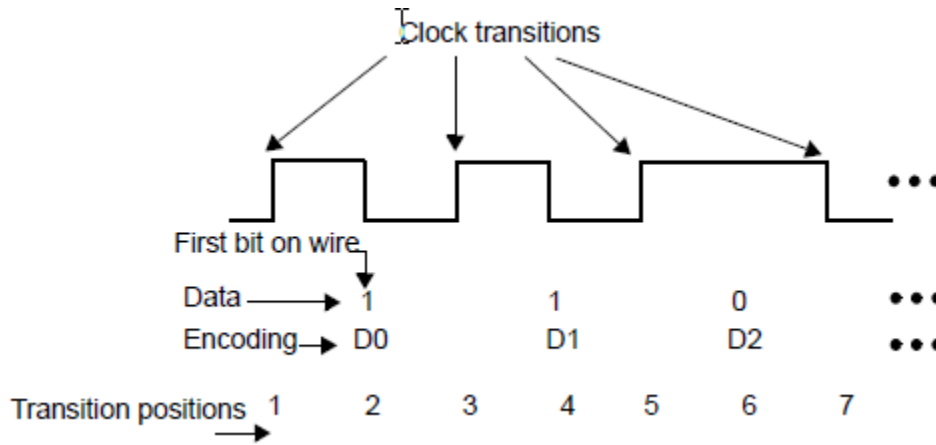 Clock transitions
First bit on wire
Data 1 1 0
Encoding D0 D1 D2
Transition positions 1 2 3 4 5 6 7